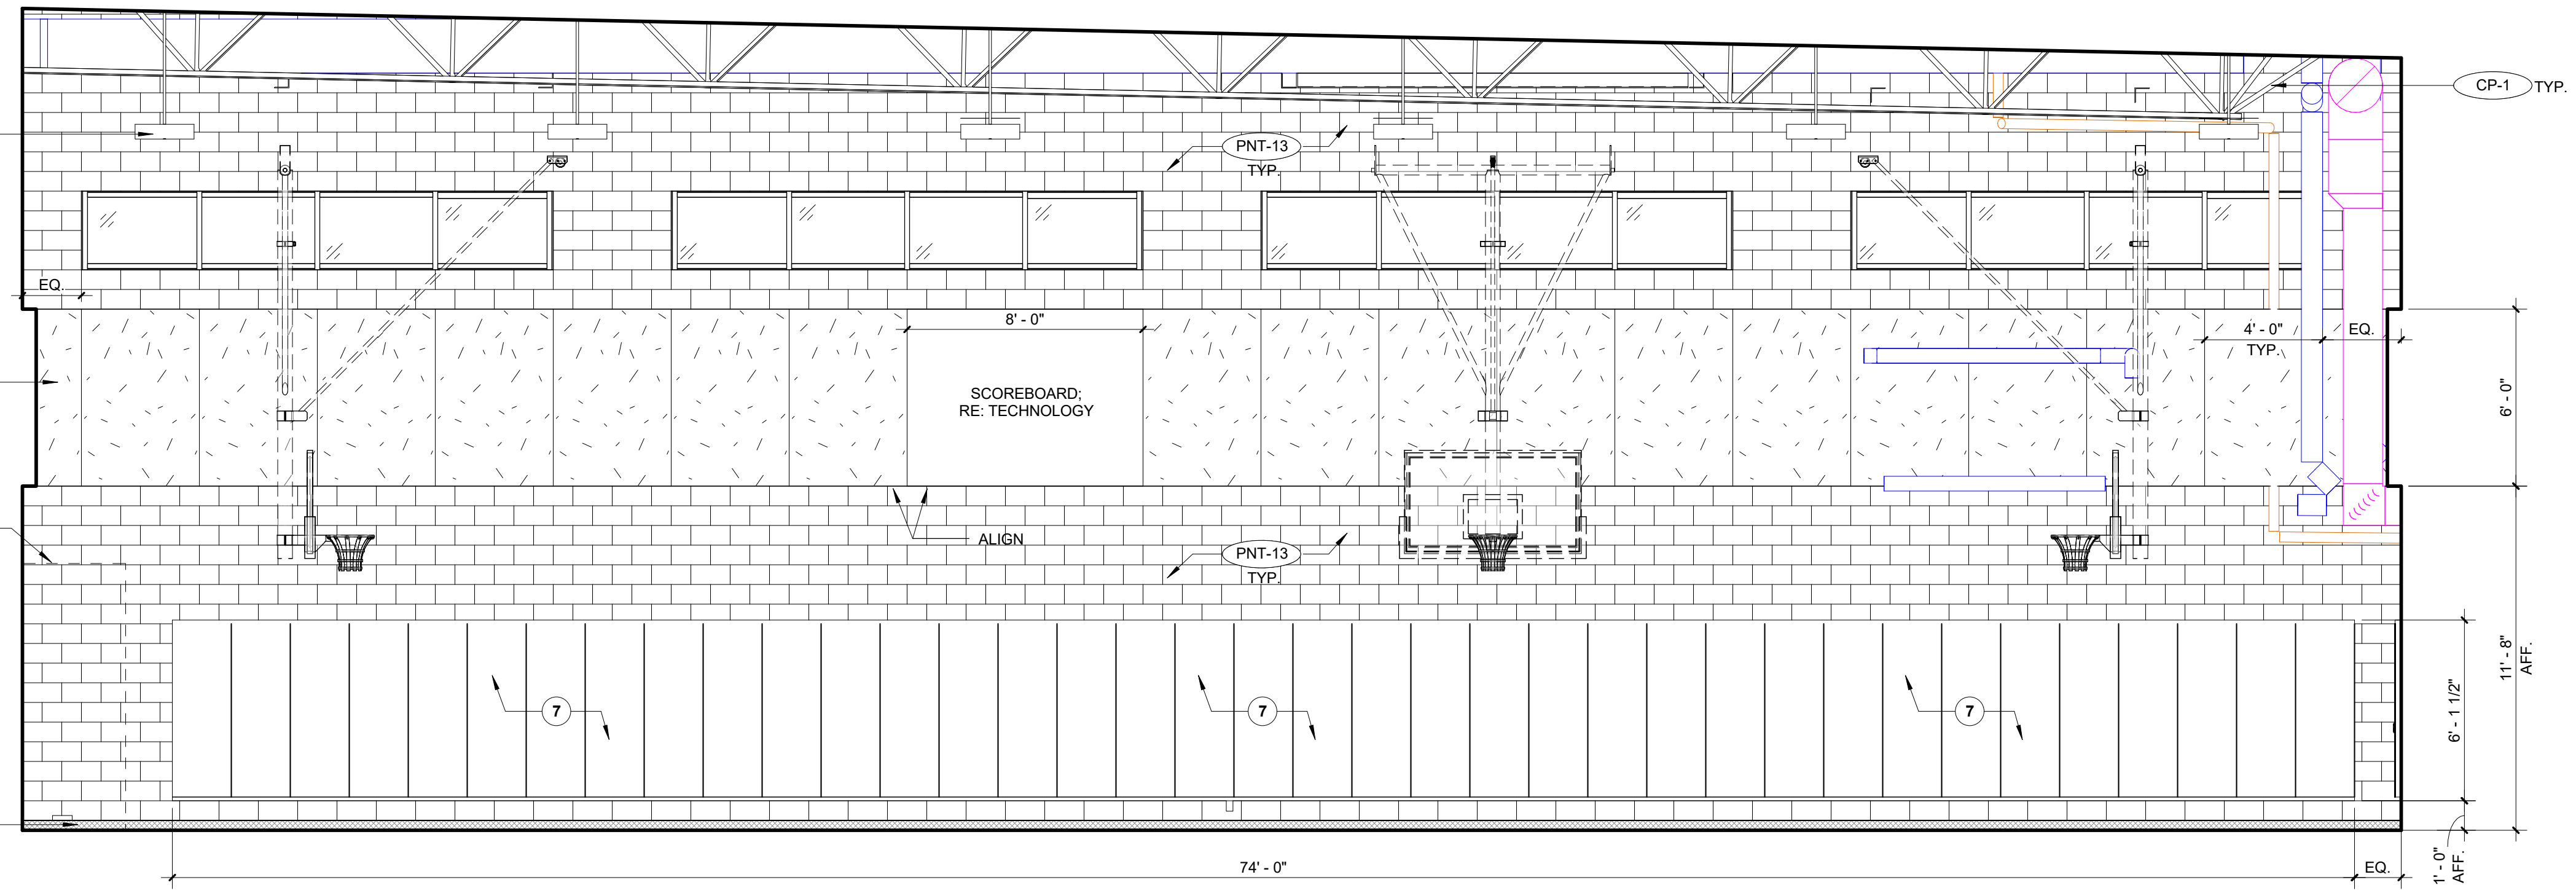 CP-1 TYP.
PNT-13
TYP.
EQ.
8' - 0"
4' - 0"
TYP.
EQ.
SCOREBOARD;
RE: TECHNOLOGY
6' - 0"
ALIGN
PNT-13
TYP.
11' - 8"
AFF.
6' - 1 1/2"
7
7
7
1' - 0"
AFF.
74' - 0"
EQ.